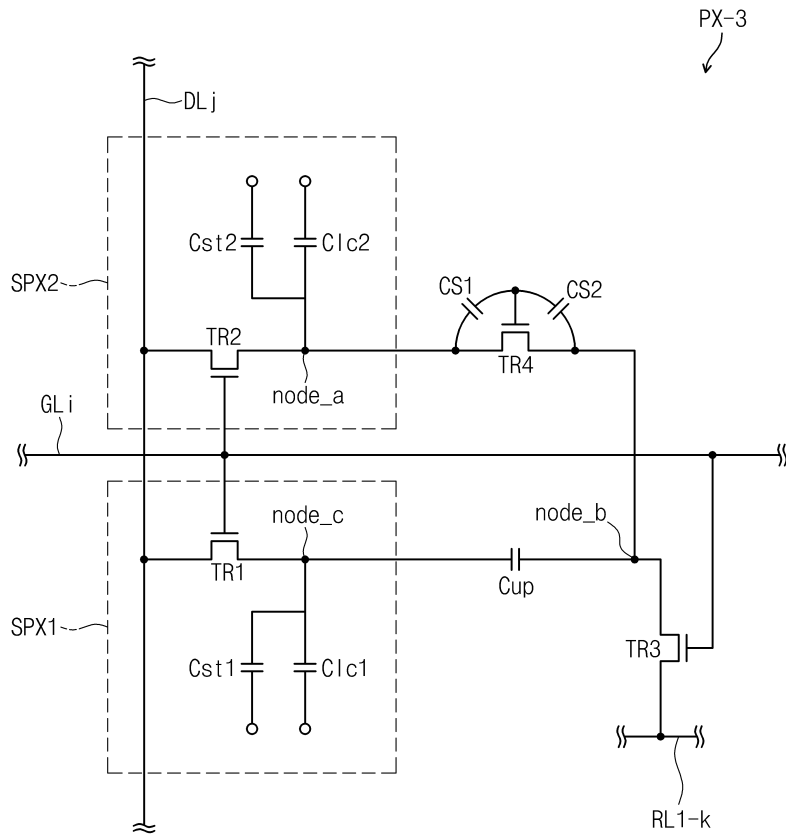 PX-3
DLj
Cst2
Clc2
SPX2
CS1
CS2
TR2
TR4
node_a
GLi
node_c
node_b
TR1
Cup
SPX1
TR3
Cst1
Clc1
RL1-k